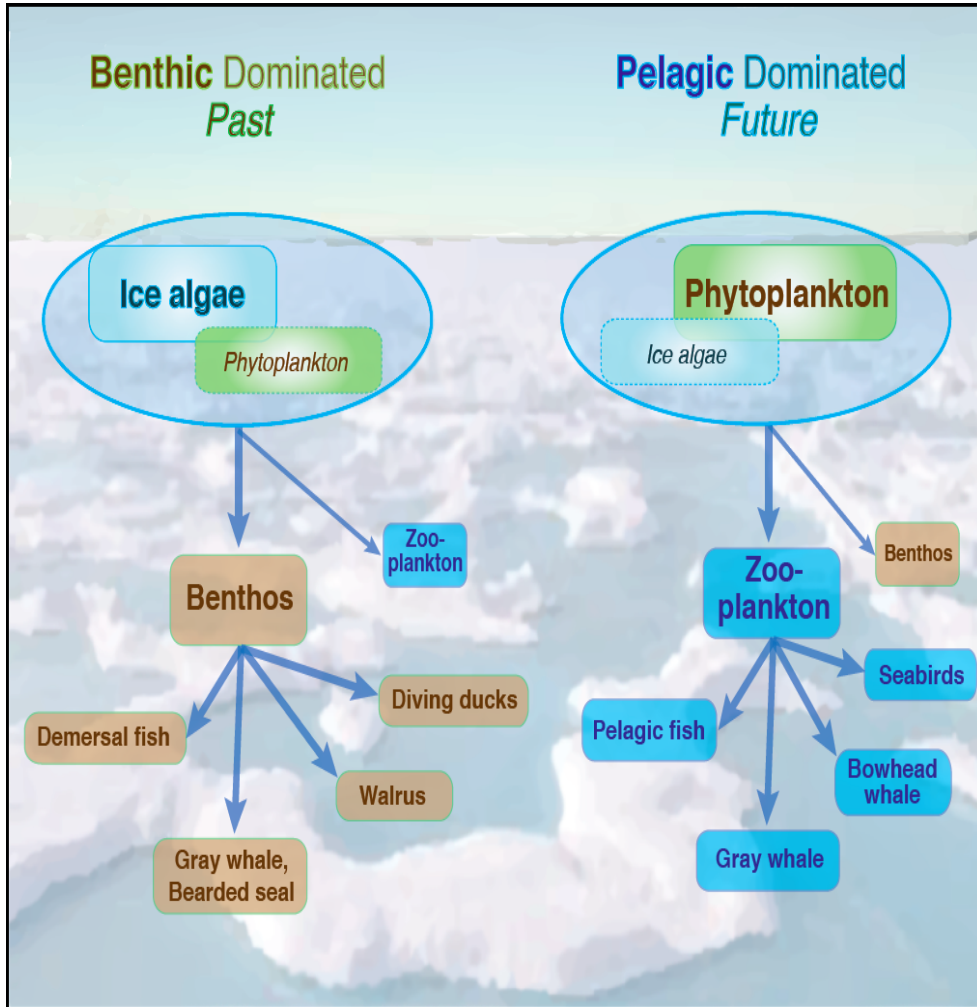 Benthic Dominated
Past
Pelagic Dominated
Future
Ice algae
Phytoplankton
Phytoplankton
Ice algae
Zoo-
plankton
Benthos
Benthos
Zoo-
plankton
Diving ducks
Demersal fish
Walrus
Gray whale,
Bearded seal
Seabirds
Pelagic fish
Bowhead
whale
Gray whale